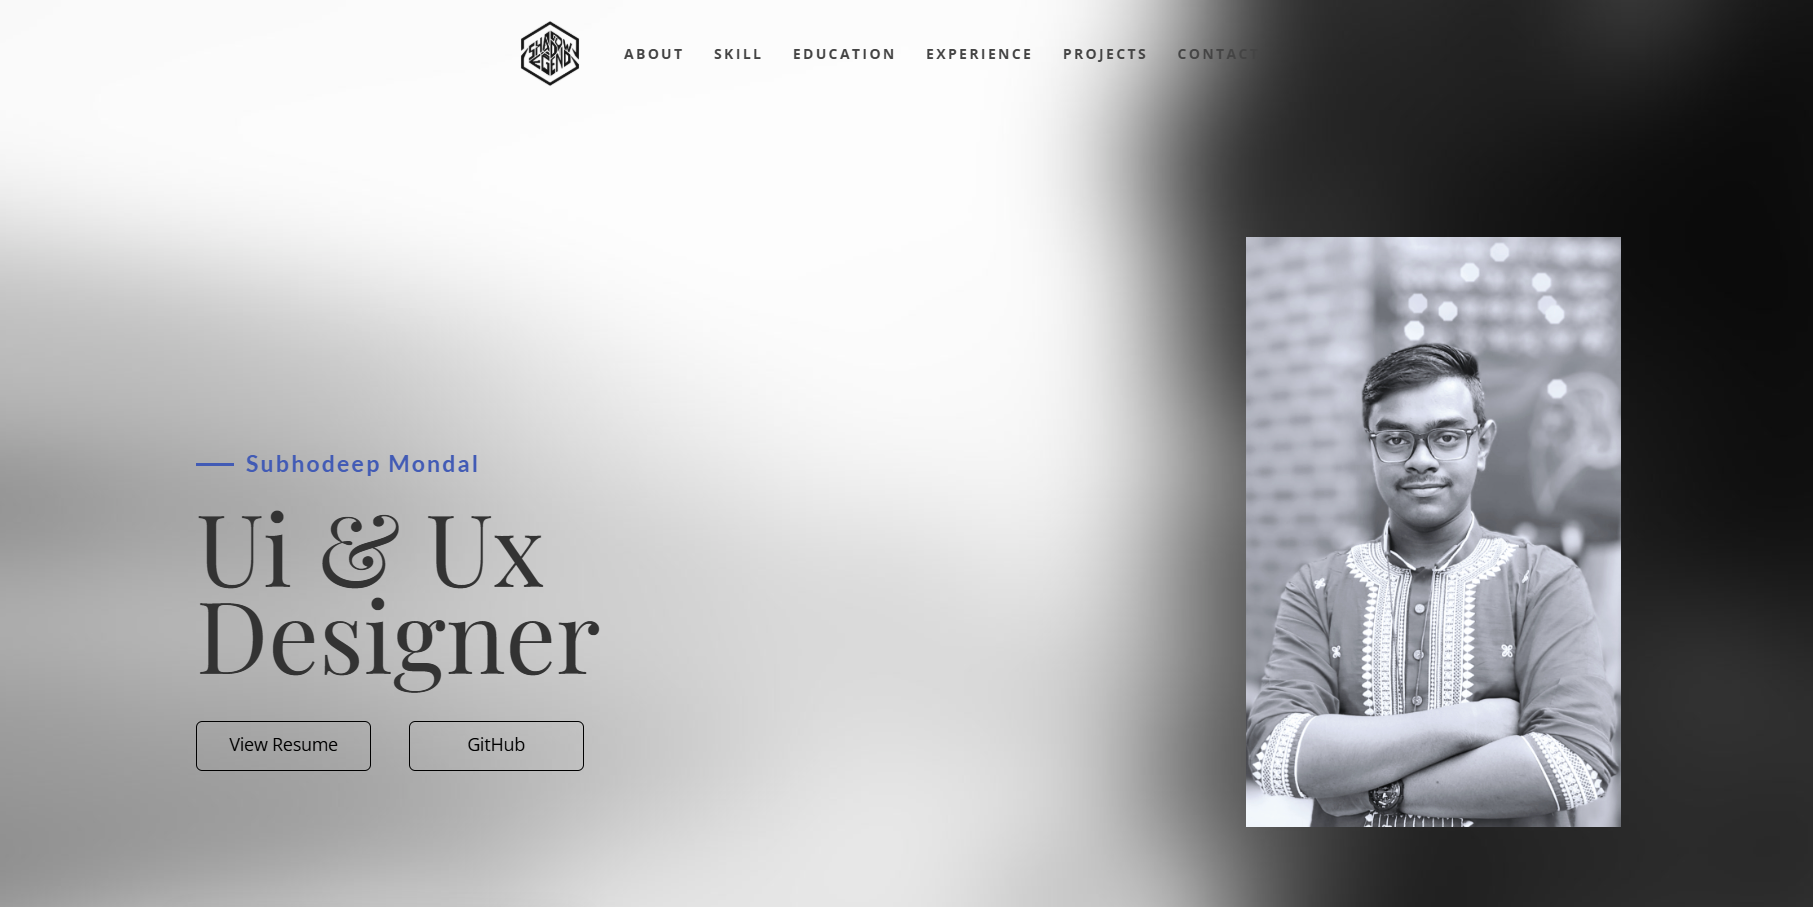 SHADOW
LEGEND
ABOUT SKILL EDUCATION EXPERIENCE PROJECTS CONTACT
Subhodeep Mondal
Ui & Ux
Designer
View Resume GitHub